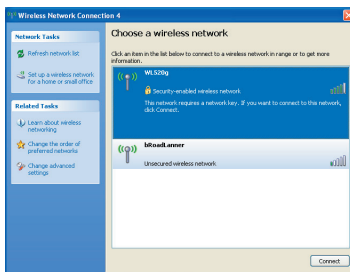 Wireless Network Connection 4
Network Tasks
Refresh network list
Set up a wireless network
for a home or small office
Related Tasks
Learn about wireless
networking
Change the order of
preferred networks
Change advanced
settings
Choose a wireless network
Click an item in the list below to connect to a wireless network in range or to get more
information.
WL520g
Security-enabled wireless network
This network requires a network key. If you want to connect to this network,
click Connect.
bRoadLanner
Unsecured wireless network
Connect